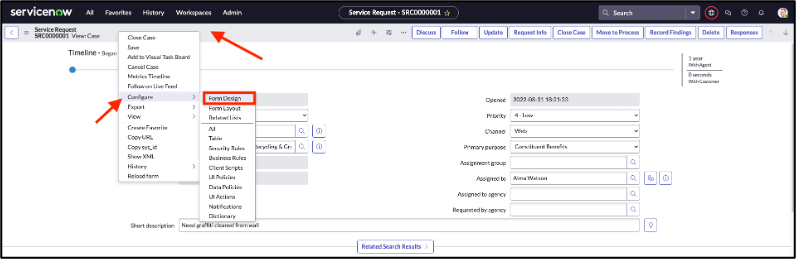 servicenow All Favorites History Workspaces Admin Service Request - SRC0000001 Search
Service Request
SRC0000001 View: Case
Discuss Follow Update Request Info Close Case Move to Process Record Findings Delete Responses
Timeline - Began
1 year
With Agent
0 seconds
With Customer
Close Case
Save
Add to Visual Task Board
Cancel Case
Metrics Timeline
Follow on Live Feed
Configure
Export
View
Create Favorite
Copy URL
Copy sys_id
Show XML
History
Reload form
Form Design
Form Layout
Related Lists
All
Table
Security Rules
Business Rules
Client Scripts
UI Policies
Data Policies
UI Actions
Notifications
Dictionary
ecycling & Gr
Opened 2022-08-31 18:21:33
Priority 4 - Low
Channel Web
Primary purpose Constituent Benefits
Assignment group
Assigned to Alma Watson
Assigned to agency
Requested by agency
Short description Need graffiti cleaned from wall
Related Search Results